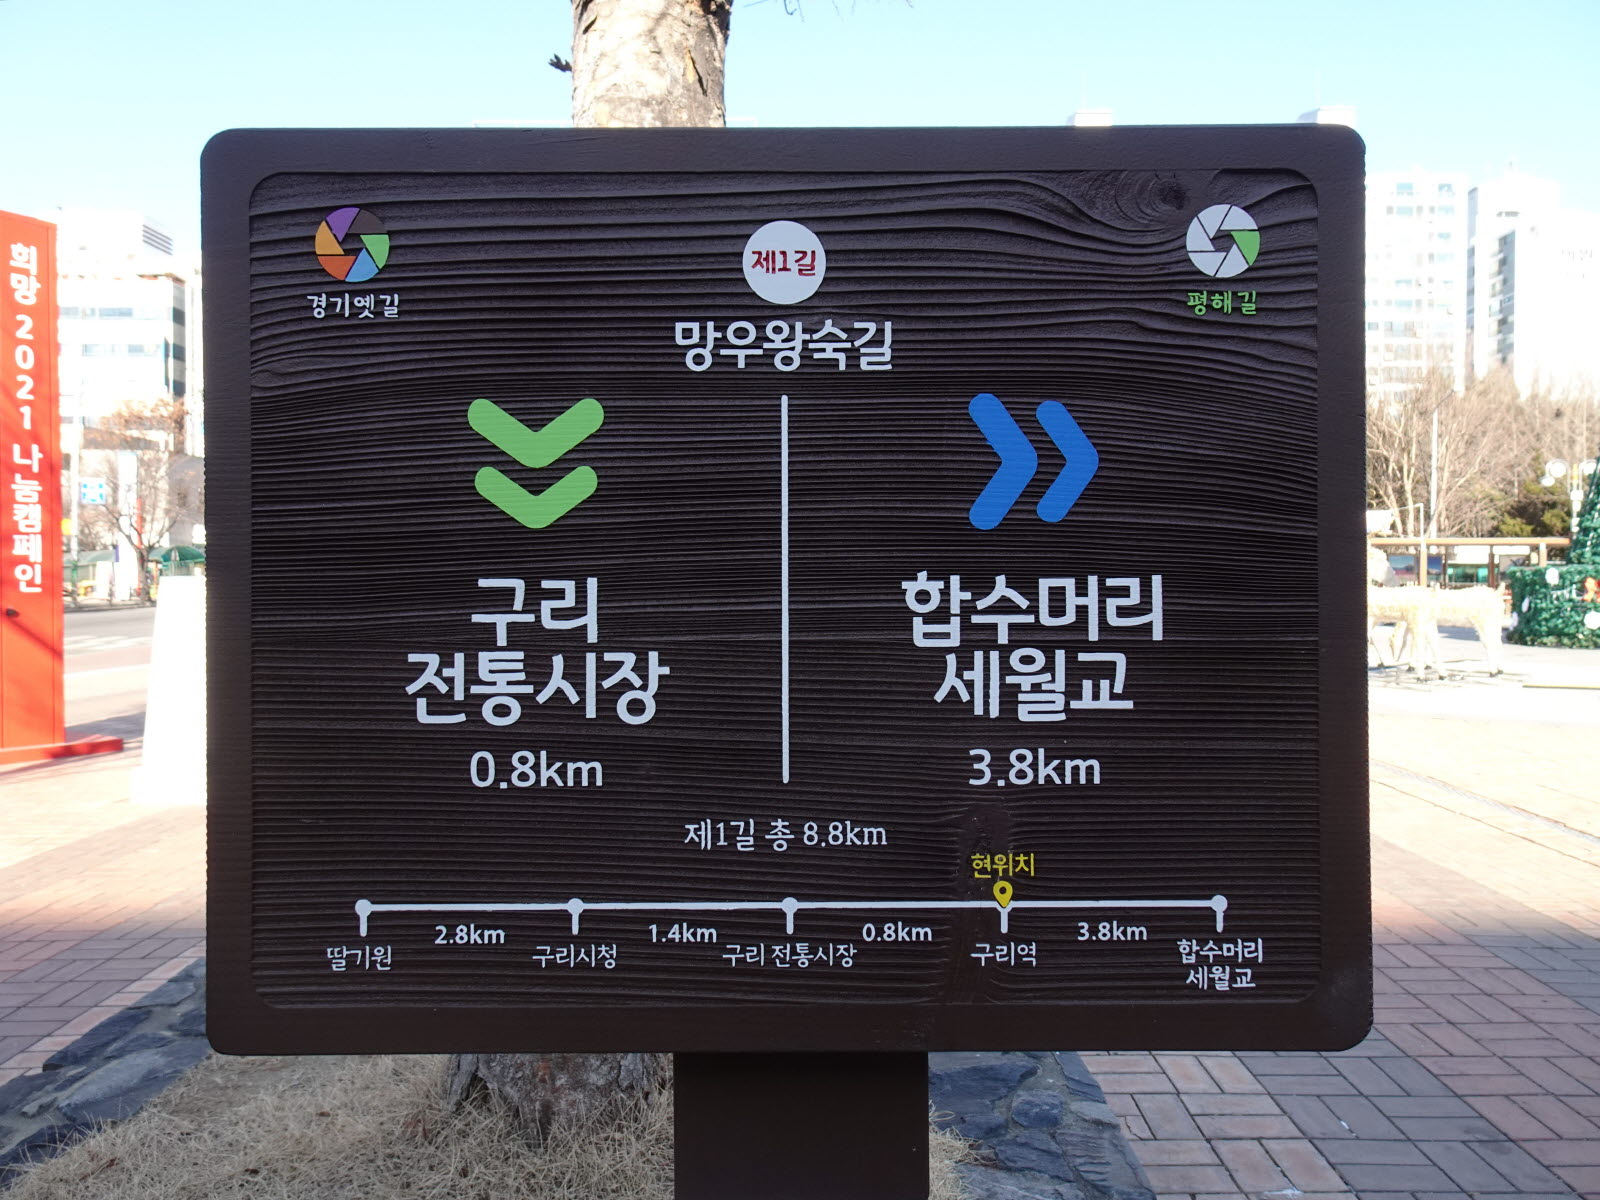 희망 2021 나눔캠페인
경기옛길
제1길
평해길
망우왕숙길
구리
전통시장
0.8km
합수머리
세월교
3.8km
제1길 총 8.8km
현위치
2.8km
1.4km
0.8km
3.8km
딸기원
구리시청
구리 전통시장
구리역
합수머리
세월교